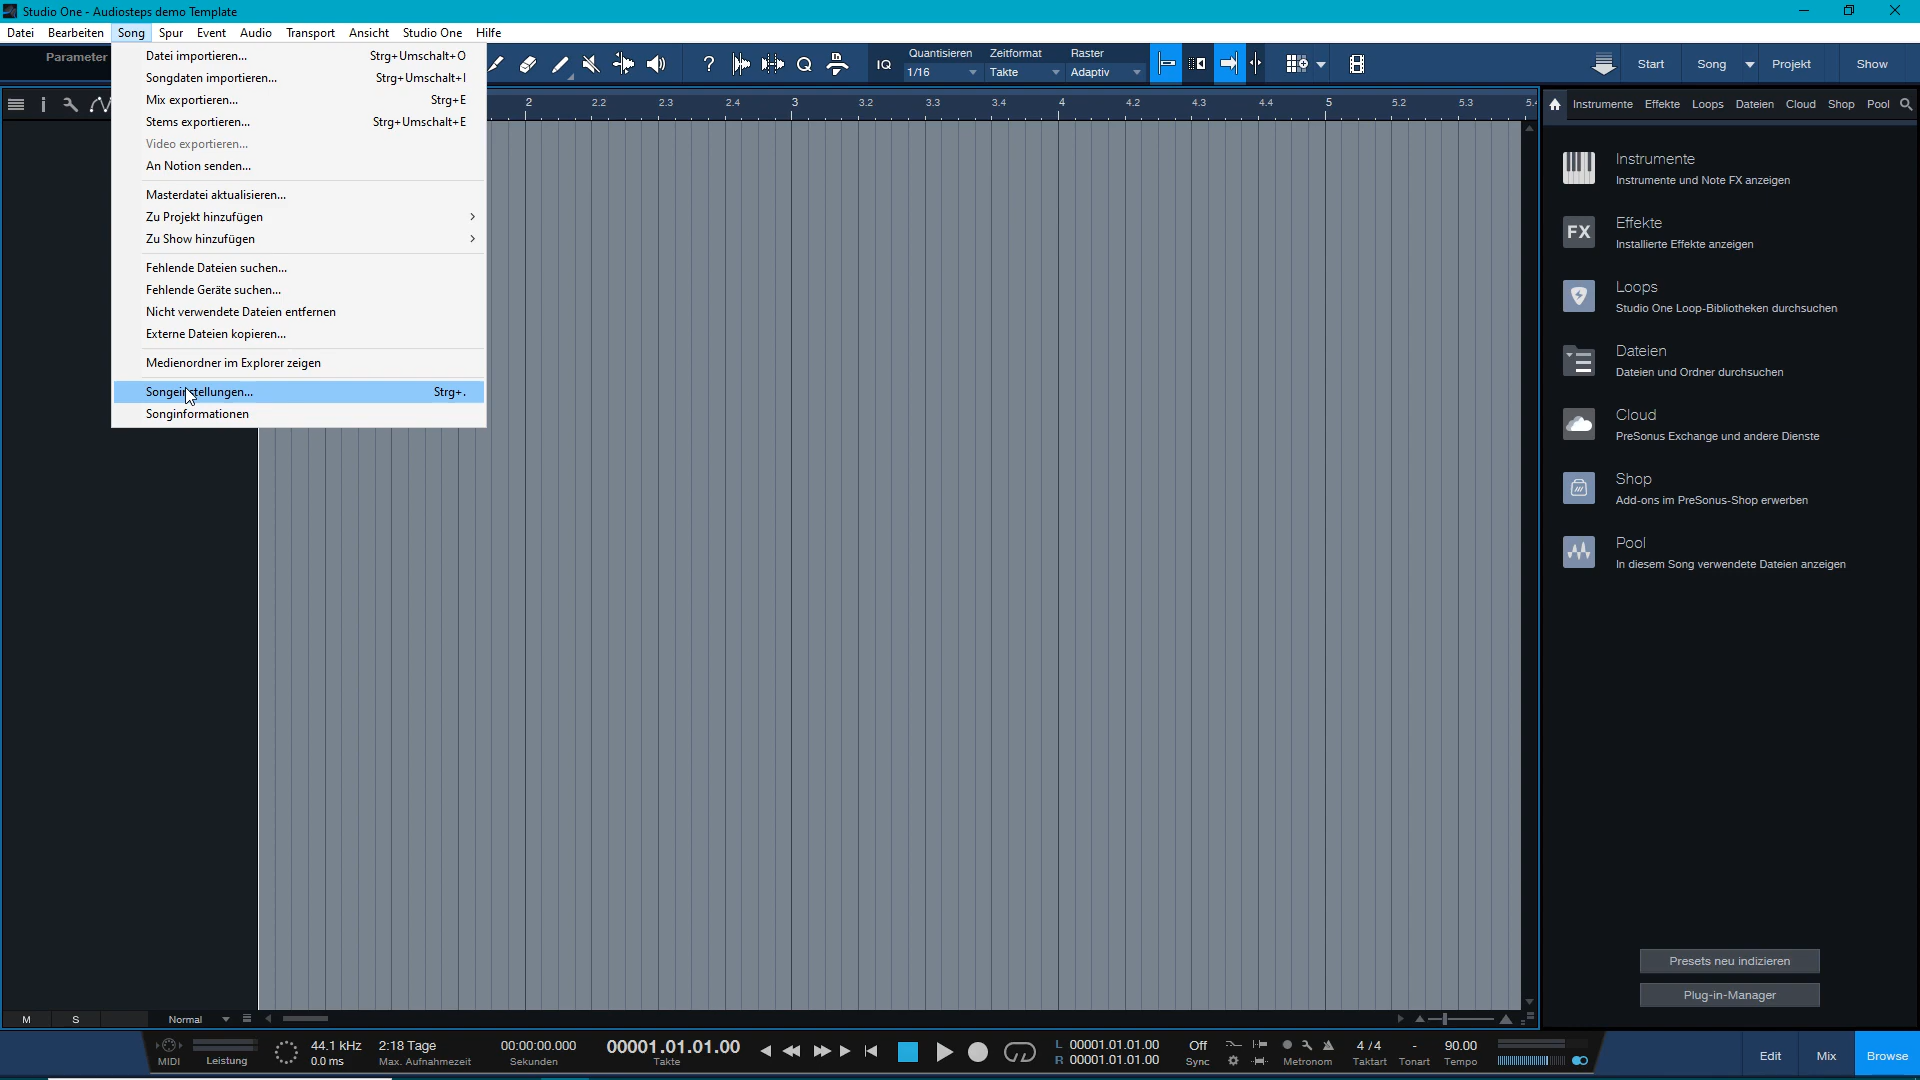 Studio One - Audiosteps demo Template
Datei Bearbeiten Song Spur Event Audio Transport Ansicht Studio One Hilfe
Parameter
Datei importieren... Strg+Umschalt+O
Songdaten importieren... Strg+Umschalt+I
Mix exportieren... Strg+E
Stems exportieren... Strg+Umschalt+E
Video exportieren...
An Notion senden...
Masterdatei aktualisieren...
Zu Projekt hinzufügen
Zu Show hinzufügen
Fehlende Dateien suchen...
Fehlende Geräte suchen...
Nicht verwendete Dateien entfernen
Externe Dateien kopieren...
Medienordner im Explorer zeigen
Songeinstellungen... Strg+.
Songinformationen
IQ
Quantisieren Zeitformat Raster
1/16 Takte Adaptiv
Start Song Projekt Show
2 2.2 2.3 2.4 3 3.2 3.3 3.4 4 4.2 4.3 4.4 5 5.2 5.3 5.4
Instrumente Effekte Loops Dateien Cloud Shop Pool
Instrumente
Instrumente und Note FX anzeigen
FX
Effekte
Installierte Effekte anzeigen
Loops
Studio One Loop-Bibliotheken durchsuchen
Dateien
Dateien und Ordner durchsuchen
Cloud
PreSonus Exchange und andere Dienste
Shop
Add-ons im PreSonus-Shop erwerben
Pool
In diesem Song verwendete Dateien anzeigen
Presets neu indizieren
Plug-in-Manager
M S Normal
MIDI
Leistung
44.1 kHz
0.0 ms
2:18 Tage
Max. Aufnahmezeit
00:00:00.000
Sekunden
00001.01.01.00
Takte
L 00001.01.01.00
R 00001.01.01.00
Off
Sync
Metronom
4 / 4
Taktart
-
Tonart
90.00
Tempo
Edit Mix Browse